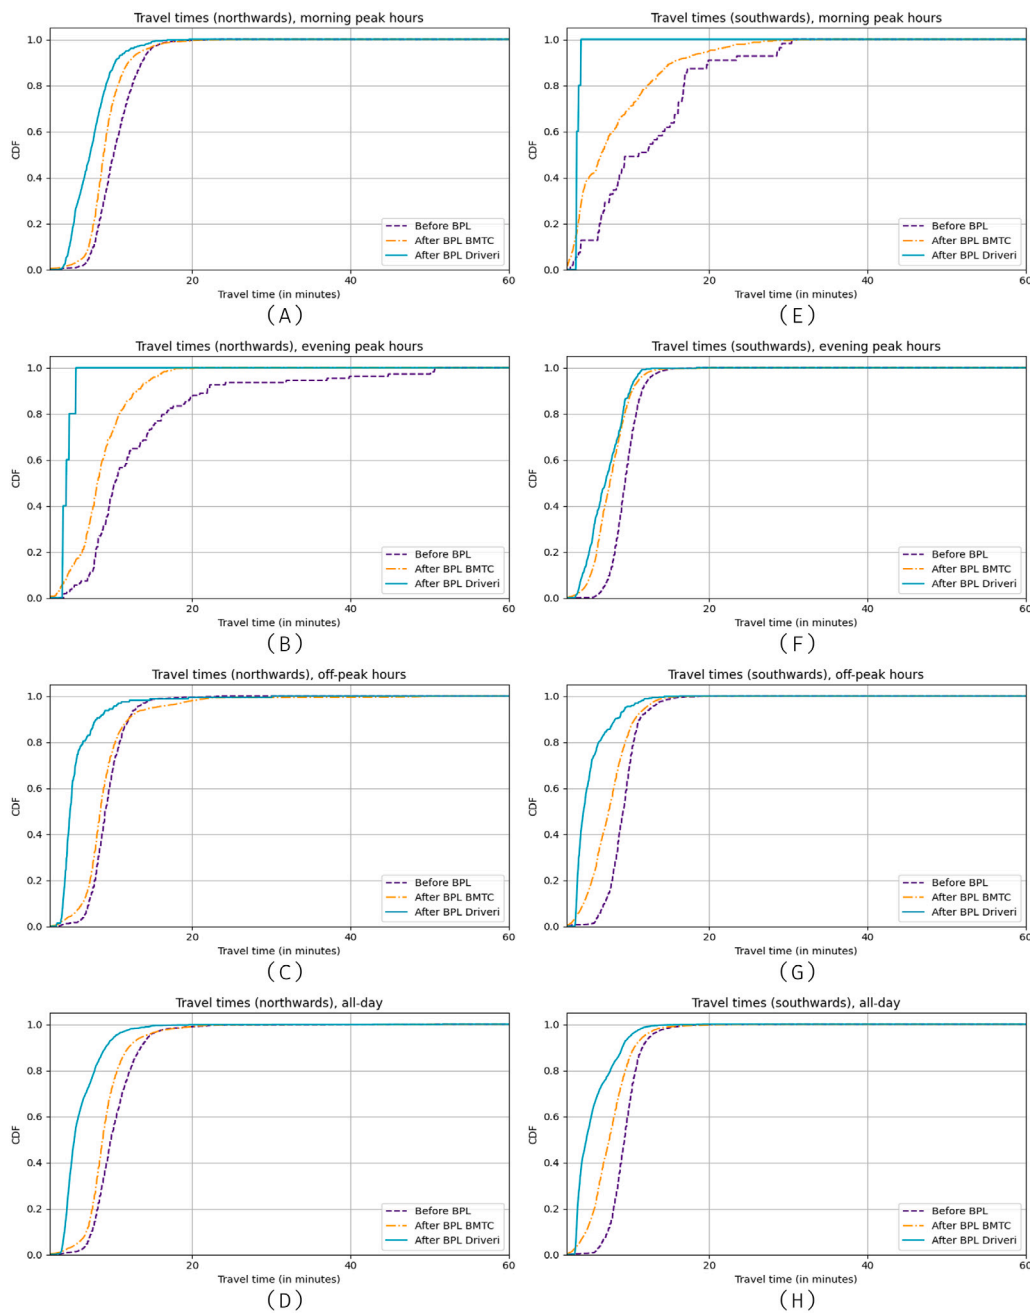 Travel times (northwards), morning peak hours
1.0
0.8
0.6
0.4
0.2
0.0
CDF
Before BPL
After BPL BMTC
After BPL Driveri
20
40
60
Travel time (in minutes)
(A)
Travel times (southwards), morning peak hours
1.0
0.8
0.6
0.4
0.2
0.0
CDF
Before BPL
After BPL BMTC
After BPL Driveri
20
40
60
Travel time (in minutes)
(E)
Travel times (northwards), evening peak hours
1.0
0.8
0.6
0.4
0.2
0.0
CDF
Before BPL
After BPL BMTC
After BPL Driveri
20
40
60
Travel time (in minutes)
(B)
Travel times (southwards), evening peak hours
1.0
0.8
0.6
0.4
0.2
0.0
CDF
Before BPL
After BPL BMTC
After BPL Driveri
20
40
60
Travel time (in minutes)
(F)
Travel times (northwards), off-peak hours
1.0
0.8
0.6
0.4
0.2
0.0
CDF
Before BPL
After BPL BMTC
After BPL Driveri
20
40
60
Travel time (in minutes)
(C)
Travel times (southwards), off-peak hours
1.0
0.8
0.6
0.4
0.2
0.0
CDF
Before BPL
After BPL BMTC
After BPL Driveri
20
40
60
Travel time (in minutes)
(G)
Travel times (northwards), all-day
1.0
0.8
0.6
0.4
0.2
0.0
CDF
Before BPL
After BPL BMTC
After BPL Driveri
20
40
60
Travel time (in minutes)
(D)
Travel times (southwards), all-day
1.0
0.8
0.6
0.4
0.2
0.0
CDF
Before BPL
After BPL BMTC
After BPL Driveri
20
40
60
Travel time (in minutes)
(H)